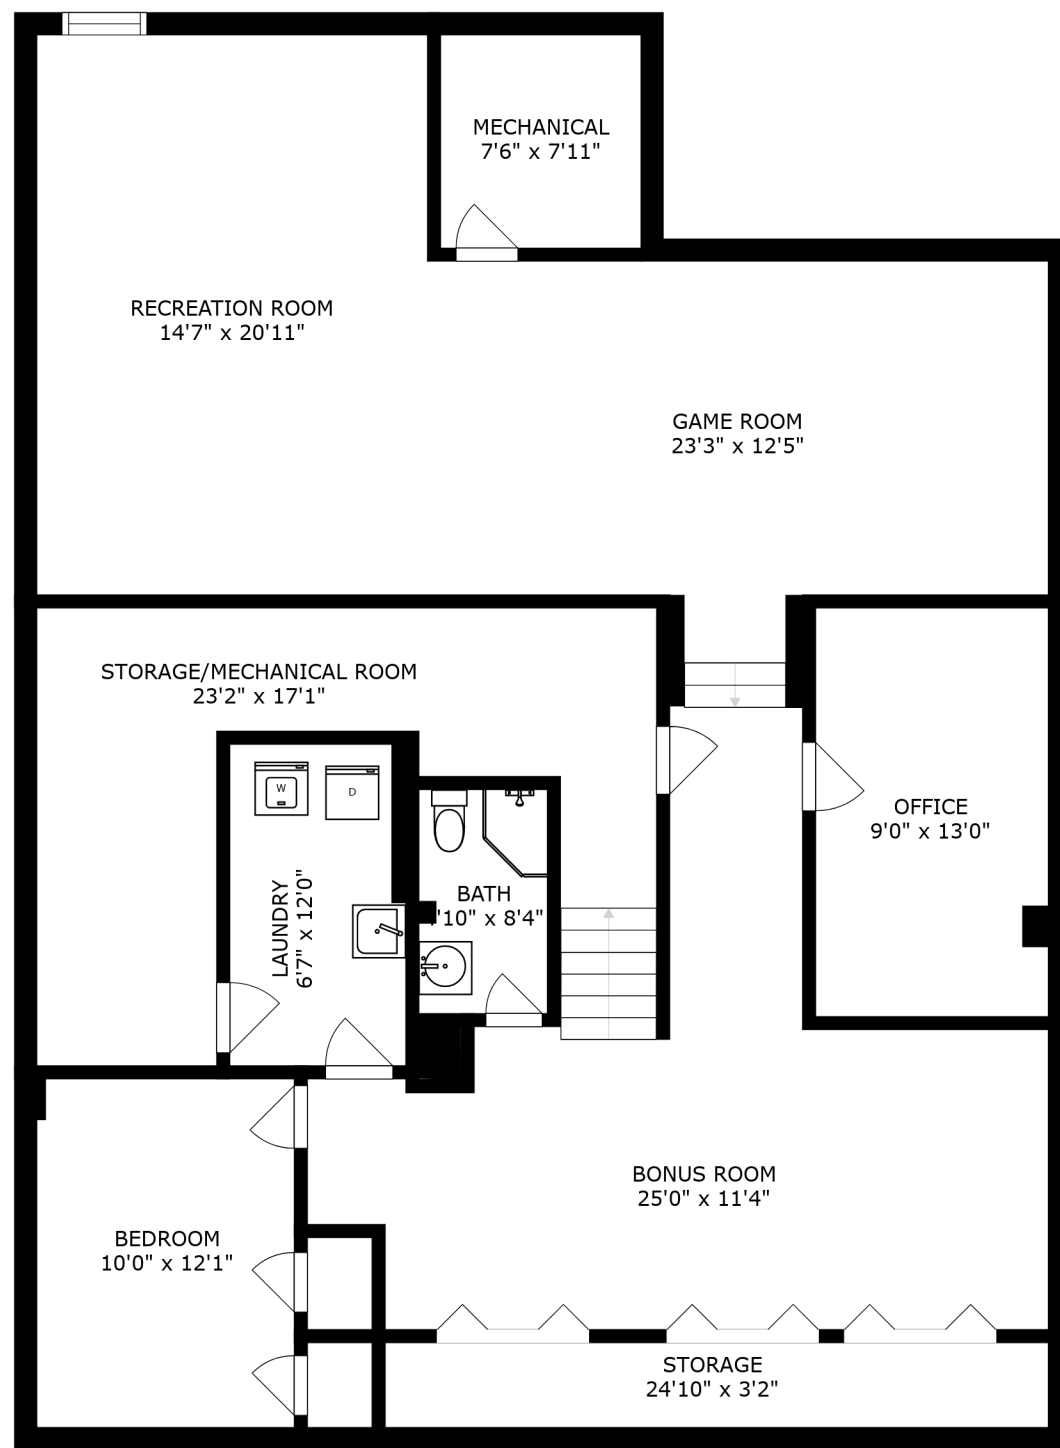 MECHANICAL
7'6" x 7'11"
RECREATION ROOM
14'7" x 20'11"
GAME ROOM
23'3" x 12'5"
STORAGE/MECHANICAL ROOM
23'2" x 17'1"
W
D
OFFICE
9'0" x 13'0"
LAUNDRY
6'7" x 12'0"
BATH
'10" x 8'4"
BONUS ROOM
25'0" x 11'4"
BEDROOM
10'0" x 12'1"
STORAGE
24'10" x 3'2"